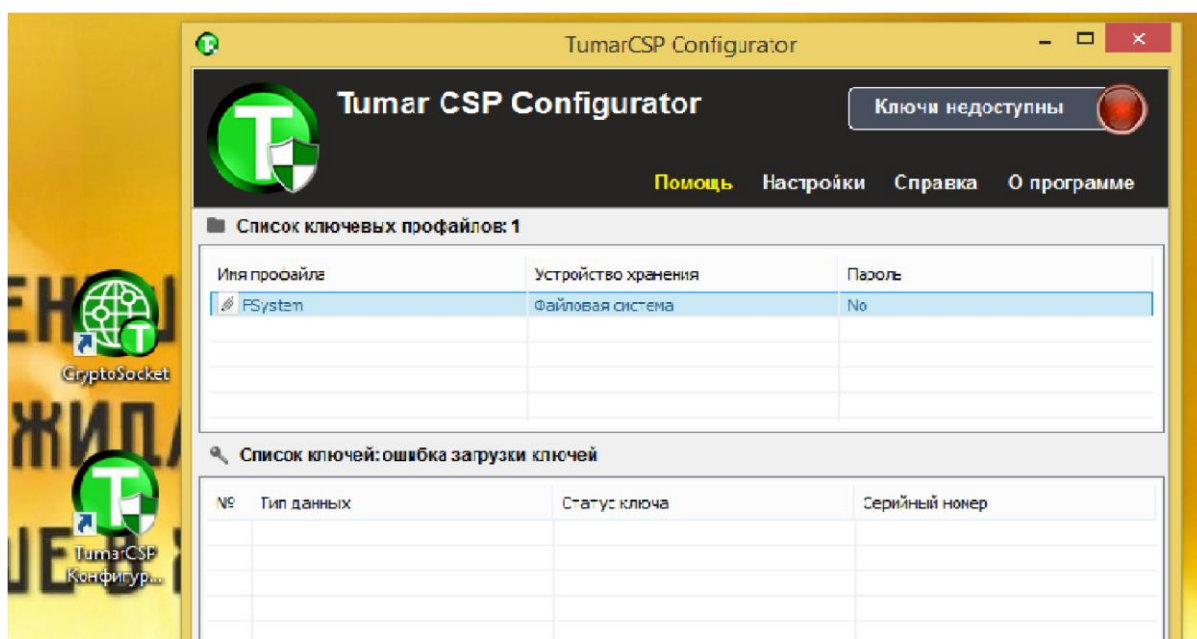 TumarCSP Configurator
Tumar CSP Configurator
Ключи недоступны
Помощь Настройки Справка О программе
Список ключевых профайлов: 1
Имя профайла Устройство хранения Пароль
FSystem Файловая система No
CryptoSocket
Список ключей: ошибка загрузки ключей
№ Тип данных Статус ключа Серийный номер
TumarCSP
Конфигур...